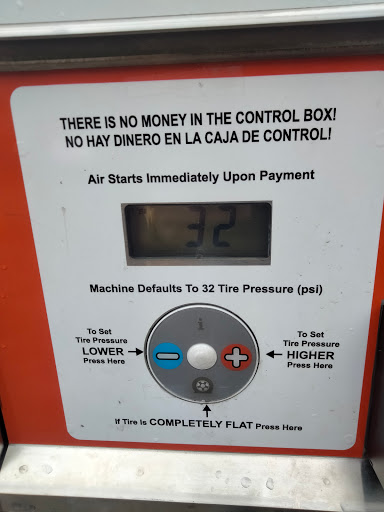 THERE IS NO MONEY IN THE CONTROL BOX!
NO HAY DINERO EN LA CAJA DE CONTROL!
Air Starts Immediately Upon Payment
32
Machine Defaults To 32 Tire Pressure (psi)
To Set
Tire Pressure
LOWER
Press Here
To Set
Tire Pressure
HIGHER
Press Here
If Tire is COMPLETELY FLAT Press Here